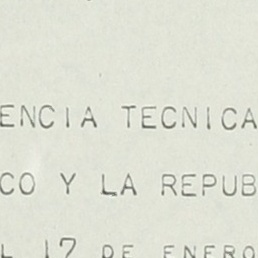 ENCIA TECNICA
CO Y LA REPUB
L 17 DE ENERO